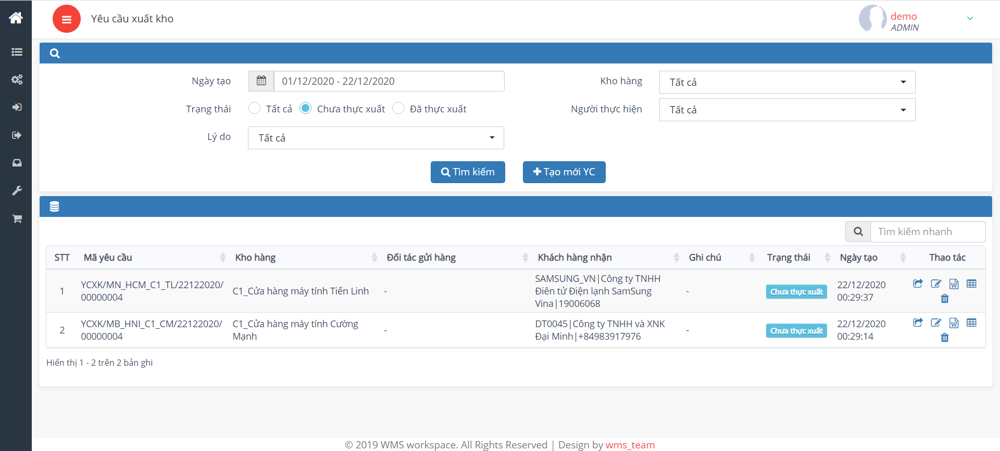 Yêu cầu xuất kho
demo
ADMIN
Ngày tạo
01/12/2020 - 22/12/2020
Kho hàng
Tất cả
Trạng thái
Tất cả
Chưa thực xuất
Đã thực xuất
Người thực hiện
Tất cả
Lý do
Tất cả
Tìm kiếm
Tạo mới YC
Tìm kiếm nhanh
STT Mã yêu cầu Kho hàng Đối tác gửi hàng Khách hàng nhận Ghi chú Trạng thái Ngày tạo Thao tác
1
YCXK/MN_HCM_C1_TL/22122020/
00000004
C1_Cửa hàng máy tính Tiến Linh
-
SAMSUNG_VN|Công ty TNHH
Điên tử Điện lạnh SamSung
Vina|19006068
-
Chưa thực xuất
22/12/2020
00:29:37
2
YCXK/MB_HNI_C1_CM/22122020/
00000004
C1_Cửa hàng máy tính Cường
Mạnh
-
DT0045|Công ty TNHH và XNK
Đại Minh|+84983917976
-
Chưa thực xuất
22/12/2020
00:29:14
Hiển thị 1 - 2 trên 2 bản ghi
© 2019 WMS workspace. All Rights Reserved | Design by wms_team